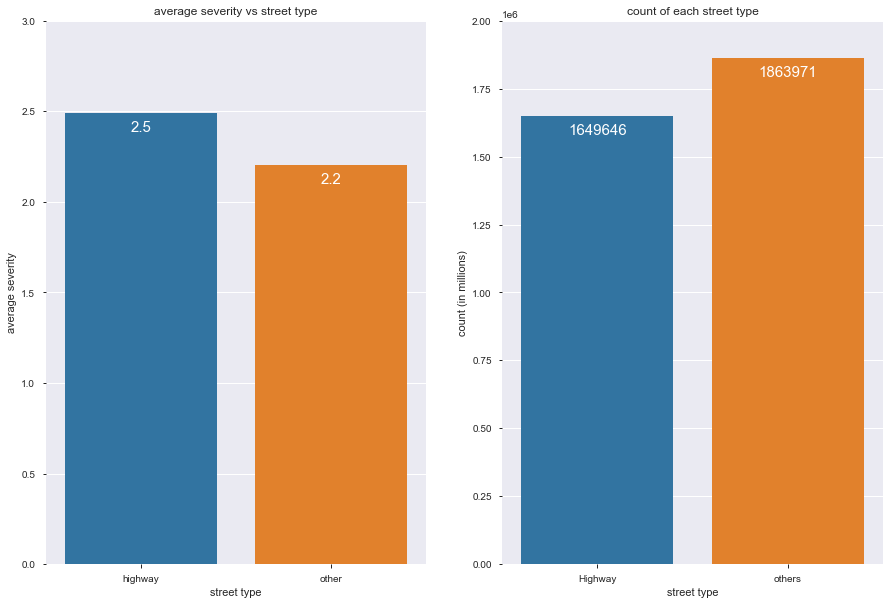 average severity vs street type
3.0
2.5
2.0
1.5
1.0
0.5
0.0
average severity
2.5
2.2
highway
other
street type
count of each street type
1e6
2.00
1.75
1.50
1.25
1.00
0.75
0.50
0.25
0.00
count (in millions)
1649646
1863971
Highway
others
street type